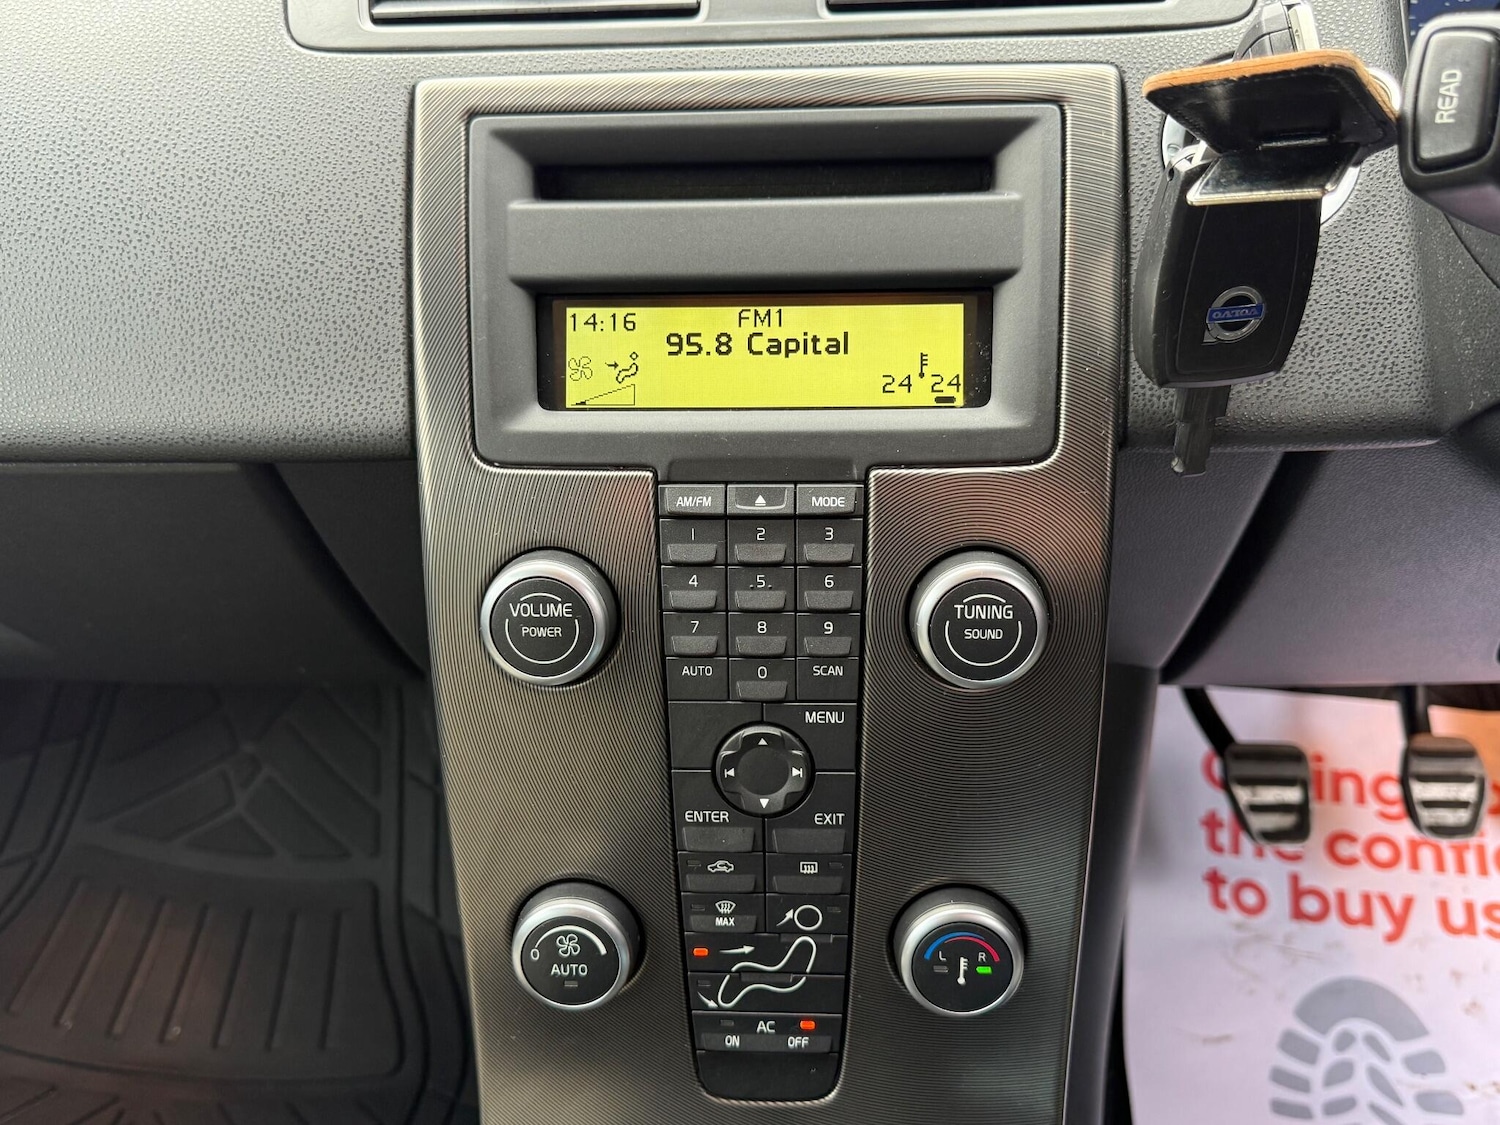 READ
VOLVO
14:16
FM1
95.8 Capital
24 24
AM/FM
MODE
1
2
3
4
5
6
7
8
9
AUTO
0
SCAN
VOLUME
POWER
TUNING
SOUND
MENU
ENTER
EXIT
MAX
0
AUTO
L R
AC
ON OFF
to buy us